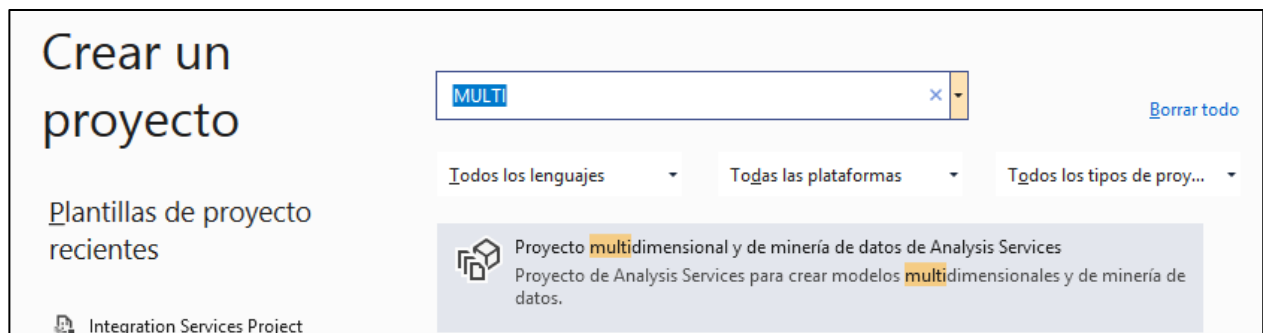 Crear un
proyecto
Plantillas de proyecto
recientes
Integration Services Project
MULTI
Borrar todo
Todos los lenguajes
Todas las plataformas
Todos los tipos de proy...
Proyecto multidimensional y de minería de datos de Analysis Services
Proyecto de Analysis Services para crear modelos multidimensionales y de minería de
datos.